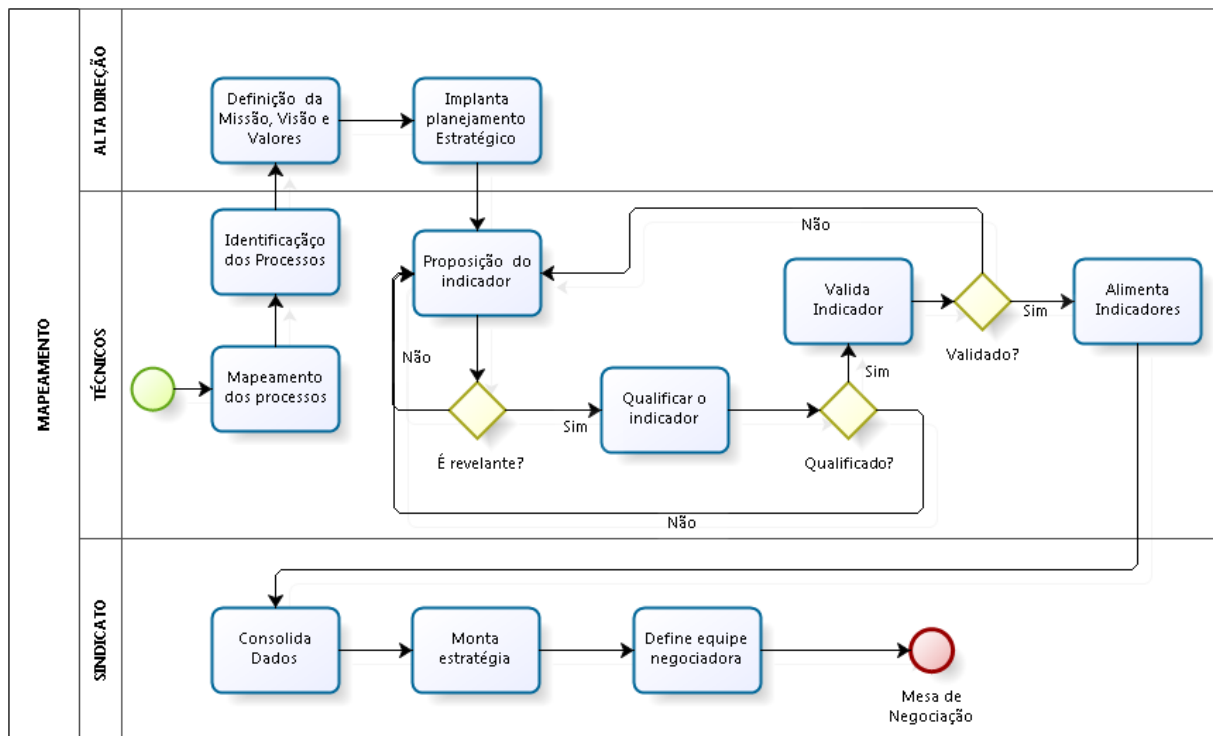 MAPEAMENTO
ALTA DIREÇÃO
Definição da
Missão, Visão e
Valores
Implanta
planejamento
Estratégico
TÉCNICOS
Identificaçãço
dos Processos
Mapeamento
dos processos
Proposição do
indicador
Não
É revelante?
Sim
Qualificar o
indicador
Qualificado?
Não
Sim
Valida
Indicador
Validado?
Não
Sim
Alimenta
Indicadores
SINDICATO
Consolida
Dados
Monta
estratégia
Define equipe
negociadora
Mesa de
Negociação